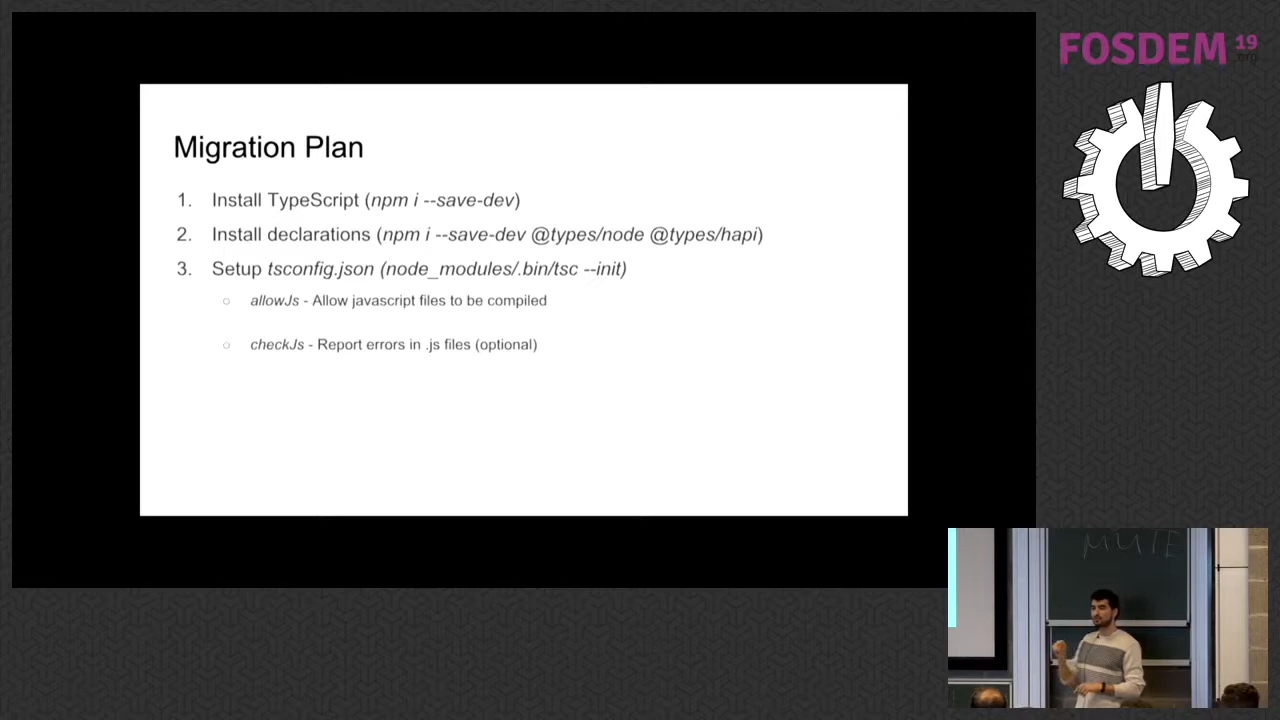 FOSDEM 19
.org
Migration Plan
1. Install TypeScript (npm i --save-dev)
2. Install declarations (npm i --save-dev @types/node @types/hapi)
3. Setup tsconfig.json (node_modules/.bin/tsc --init)
○ allowJs - Allow javascript files to be compiled
○ checkJs - Report errors in .js files (optional)
MUTE